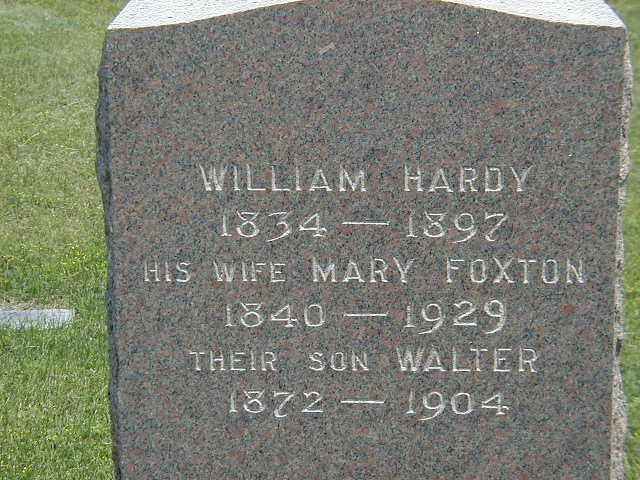 WILLIAM HARDY
1834 — 1897
HIS WIFE MARY FOXTON
1840 — 1929
THEIR SON WALTER
1872 — 1904